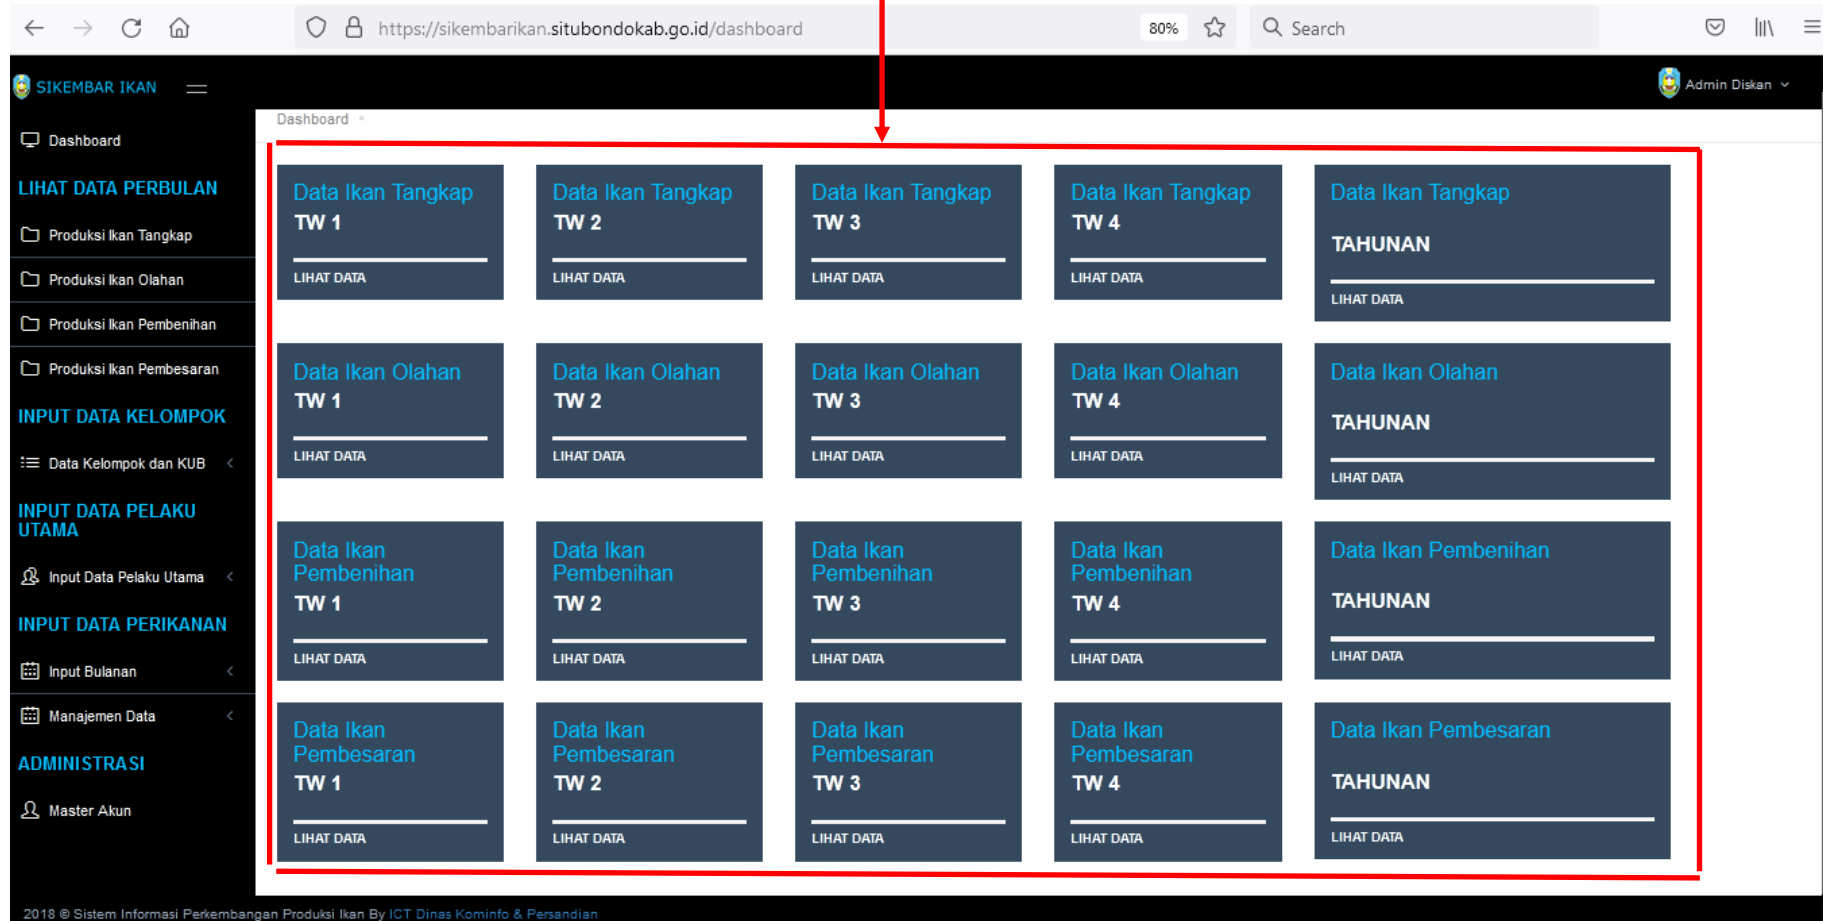 https://sikembarikan.situbondokab.go.id/dashboard
80%
Search
SIKEMBAR IKAN
Admin Diskan
Dashboard
Dashboard
LIHAT DATA PERBULAN
Produksi Ikan Tangkap
Produksi Ikan Olahan
Produksi Ikan Pembenihan
Produksi Ikan Pembesaran
INPUT DATA KELOMPOK
Data Kelompok dan KUB
INPUT DATA PELAKU
UTAMA
Input Data Pelaku Utama
INPUT DATA PERIKANAN
Input Bulanan
Manajemen Data
ADMINISTRASI
Master Akun
Data Ikan Tangkap
TW 1
LIHAT DATA
Data Ikan Tangkap
TW 2
LIHAT DATA
Data Ikan Tangkap
TW 3
LIHAT DATA
Data Ikan Tangkap
TW 4
LIHAT DATA
Data Ikan Tangkap
TAHUNAN
LIHAT DATA
Data Ikan Olahan
TW 1
LIHAT DATA
Data Ikan Olahan
TW 2
LIHAT DATA
Data Ikan Olahan
TW 3
LIHAT DATA
Data Ikan Olahan
TW 4
LIHAT DATA
Data Ikan Olahan
TAHUNAN
LIHAT DATA
Data Ikan
Pembenihan
TW 1
LIHAT DATA
Data Ikan
Pembenihan
TW 2
LIHAT DATA
Data Ikan
Pembenihan
TW 3
LIHAT DATA
Data Ikan
Pembenihan
TW 4
LIHAT DATA
Data Ikan Pembenihan
TAHUNAN
LIHAT DATA
Data Ikan
Pembesaran
TW 1
LIHAT DATA
Data Ikan
Pembesaran
TW 2
LIHAT DATA
Data Ikan
Pembesaran
TW 3
LIHAT DATA
Data Ikan
Pembesaran
TW 4
LIHAT DATA
Data Ikan Pembesaran
TAHUNAN
LIHAT DATA
2018 © Sistem Informasi Perkembangan Produksi Ikan By ICT Dinas Kominfo & Persandian